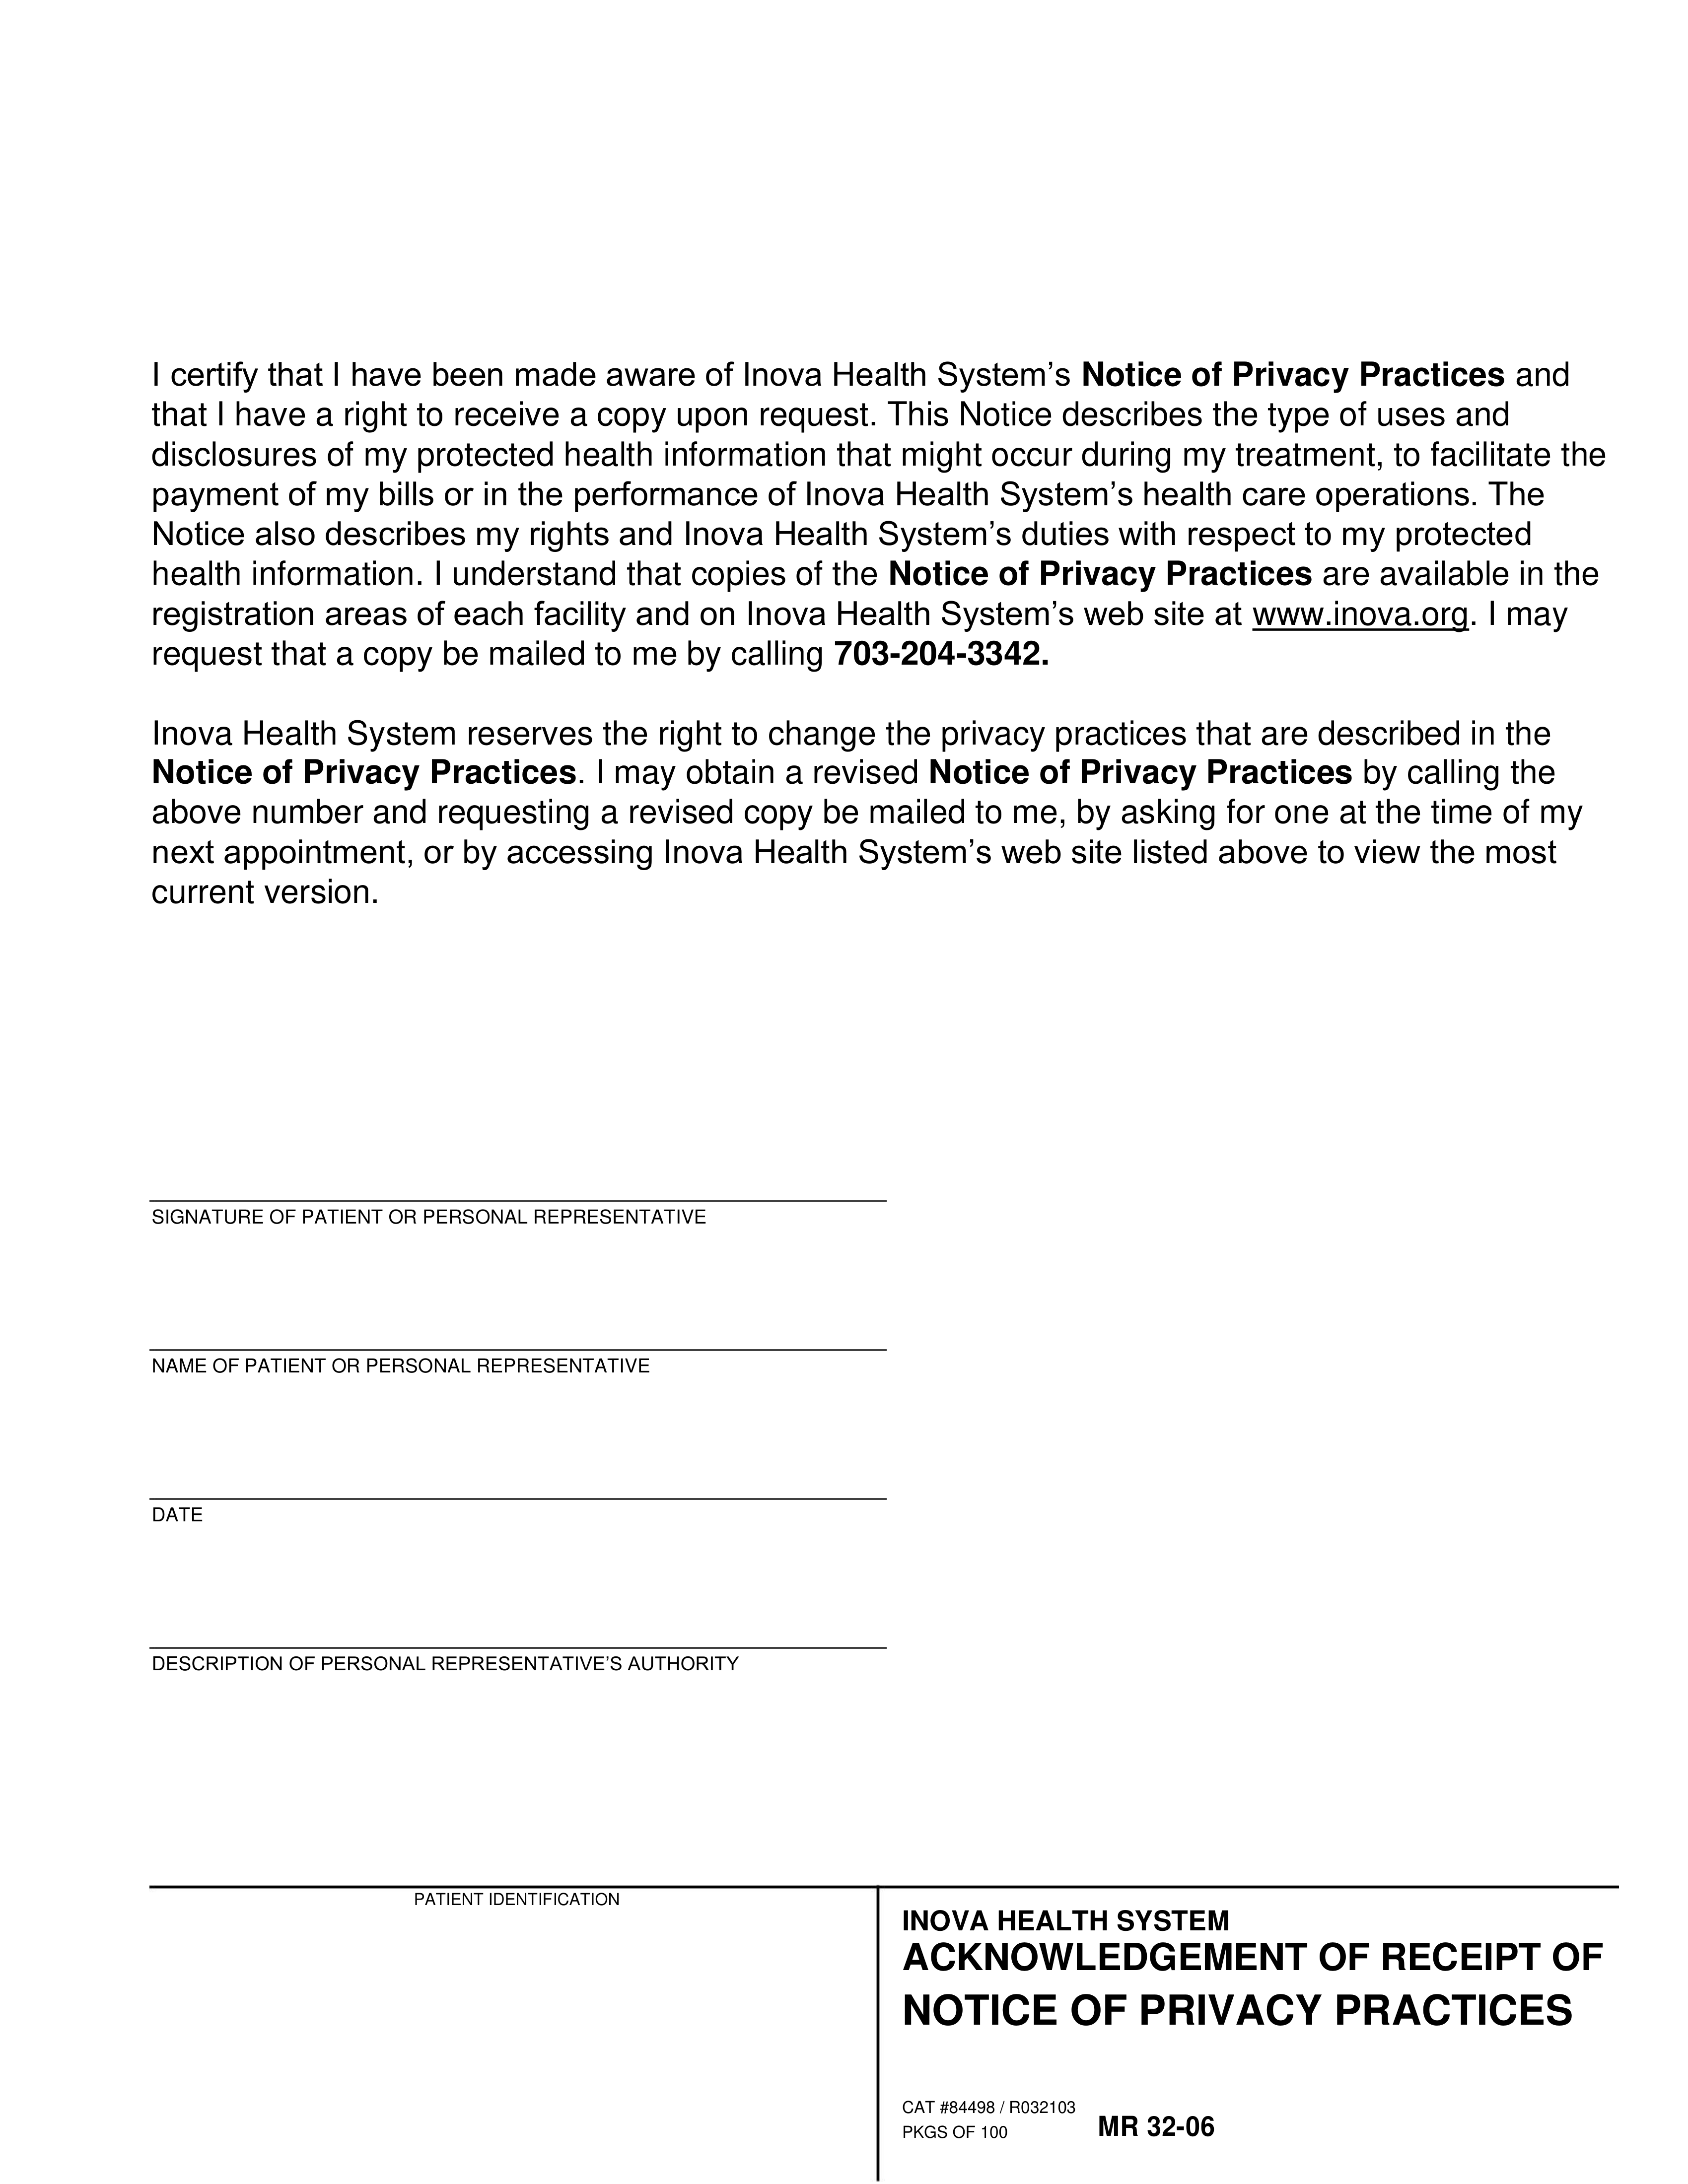 I certify that I have been made aware of Inova Health System’s Notice of Privacy Practices and
that I have a right to receive a copy upon request. This Notice describes the type of uses and
disclosures of my protected health information that might occur during my treatment, to facilitate the
payment of my bills or in the performance of Inova Health System’s health care operations. The
Notice also describes my rights and Inova Health System’s duties with respect to my protected
health information. I understand that copies of the Notice of Privacy Practices are available in the
registration areas of each facility and on Inova Health System’s web site at www.inova.org. I may
request that a copy be mailed to me by calling 703-204-3342.
Inova Health System reserves the right to change the privacy practices that are described in the
Notice of Privacy Practices. I may obtain a revised Notice of Privacy Practices by calling the
above number and requesting a revised copy be mailed to me, by asking for one at the time of my
next appointment, or by accessing Inova Health System’s web site listed above to view the most
current version.
SIGNATURE OF PATIENT OR PERSONAL REPRESENTATIVE
NAME OF PATIENT OR PERSONAL REPRESENTATIVE
DATE
DESCRIPTION OF PERSONAL REPRESENTATIVE’S AUTHORITY
PATIENT IDENTIFICATION
INOVA HEALTH SYSTEM
ACKNOWLEDGEMENT OF RECEIPT OF
NOTICE OF PRIVACY PRACTICES
CAT #84498 / R032103
PKGS OF 100
MR 32-06